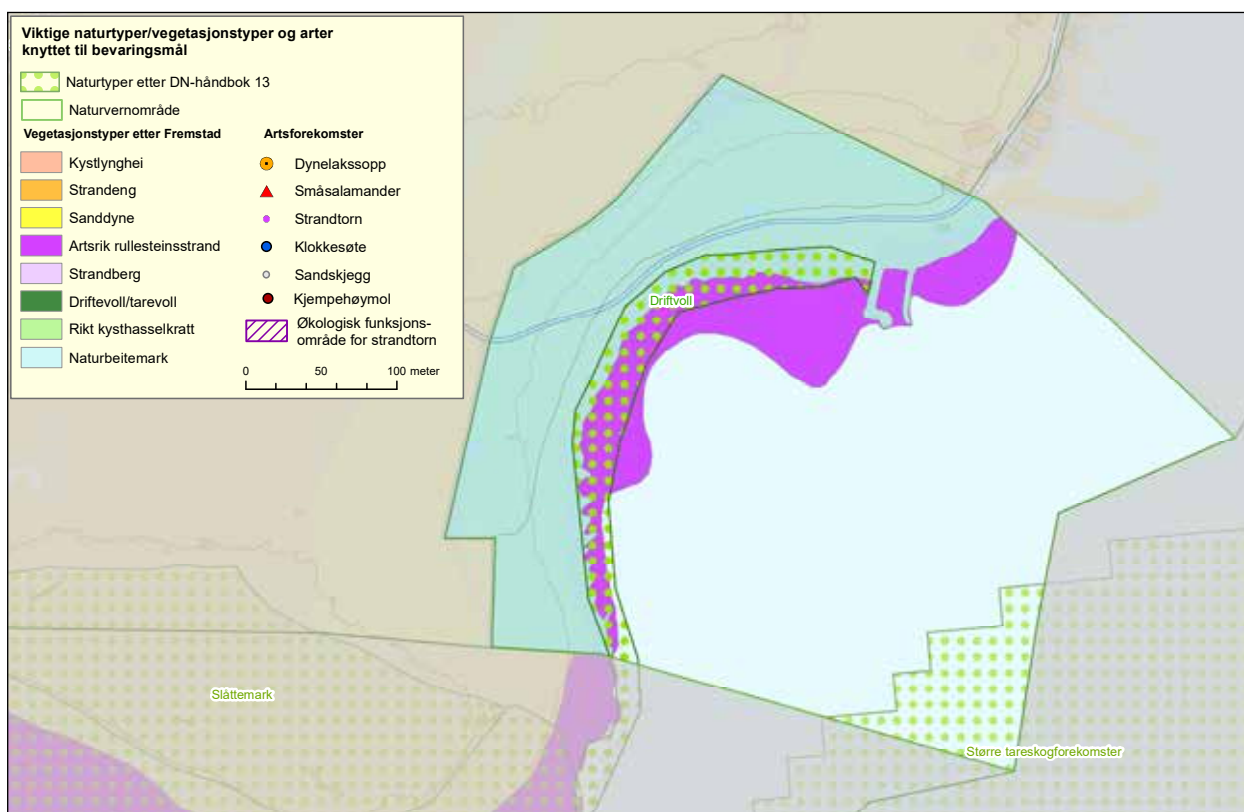 Viktige naturtyper/vegetasjonstyper og arter
knyttet til bevaringsmål
Naturtyper etter DN-håndbok 13
Naturvernområde
Vegetasjonstyper etter Fremstad
Kystlynghei
Strandeng
Sanddyne
Artsrik rullesteinsstrand
Strandberg
Driftevoll/tarevoll
Rikt kysthasselkratt
Naturbeitemark
Artsforekomster
Dynelakssopp
Småsalamander
Strandtorn
Klokkesøte
Sandskjegg
Kjempehøymol
Økologisk funksjons-
område for strandtorn
0 50 100 meter
Driftvoll
Slåttemark
Større tareskogforekomster